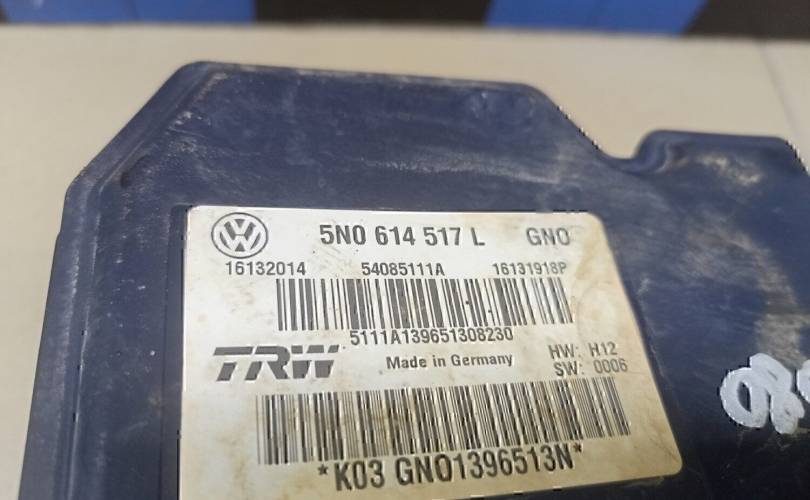 5N0 614 517 L GNO
16132014 54085111A 16131918P
5111A139651308230
TRW Made in Germany HW: H12
SW: 0006
*K03 GNO1396513N*